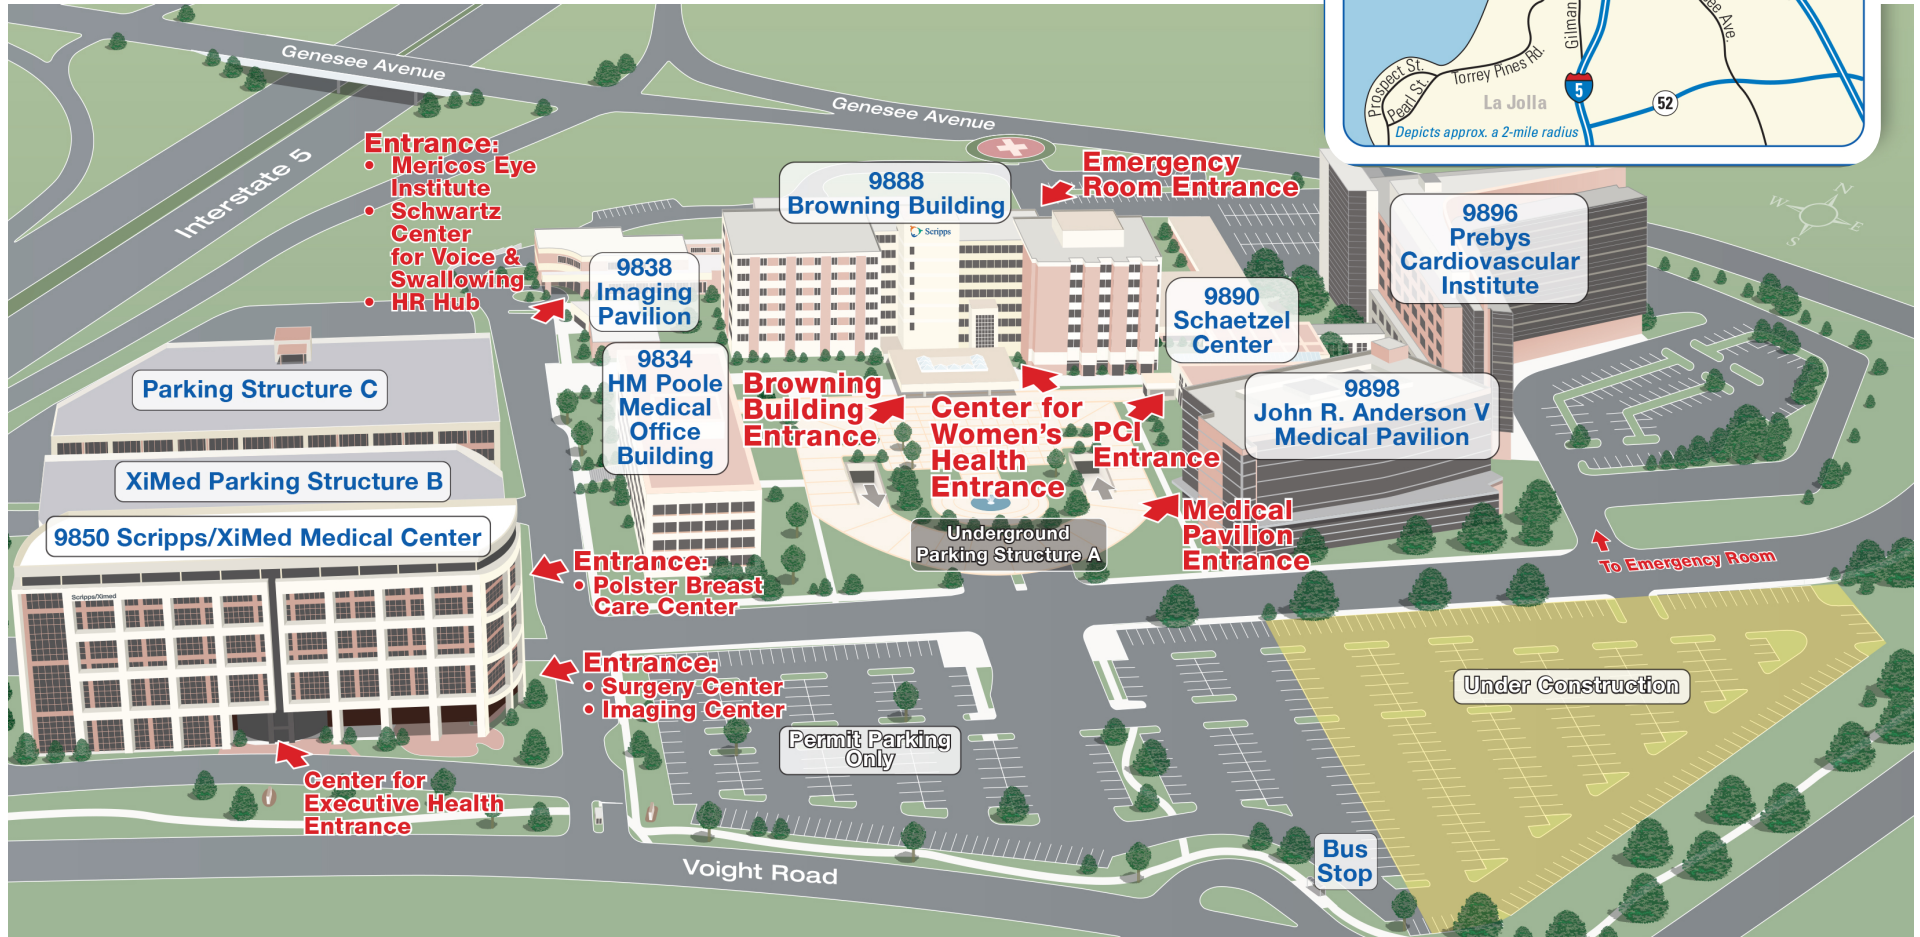 Genesee Avenue
Genesee Avenue
Interstate 5
Prospect St.
Pearl St.
Torrey Pines Rd.
Gilman
Ave.
La Jolla
5
52
Depicts approx. a 2-mile radius
N
W
E
S
Entrance:
• Mericos Eye
Institute
• Schwartz
Center
for Voice &
Swallowing
• HR Hub
9888
Browning Building
Scripps
Emergency
Room Entrance
9896
Prebys
Cardiovascular
Institute
9838
Imaging
Pavilion
9890
Schaetzel
Center
9834
HM Poole
Medical
Office
Building
Browning
Building
Entrance
Center for
Women's
Health
Entrance
PCI
Entrance
9898
John R. Anderson V
Medical Pavilion
Parking Structure C
XiMed Parking Structure B
9850 Scripps/XiMed Medical Center
Scripps/Ximed
Medical
Pavilion
Entrance
Underground
Parking Structure A
To Emergency Room
Entrance:
• Polster Breast
Care Center
Entrance:
• Surgery Center
• Imaging Center
Under Construction
Permit Parking
Only
Center for
Executive Health
Entrance
Bus
Stop
Voight Road